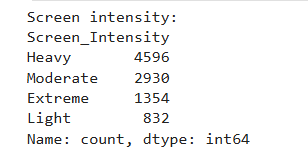 Screen intensity:
Screen_Intensity
Heavy 4596
Moderate 2930
Extreme 1354
Light 832
Name: count, dtype: int64